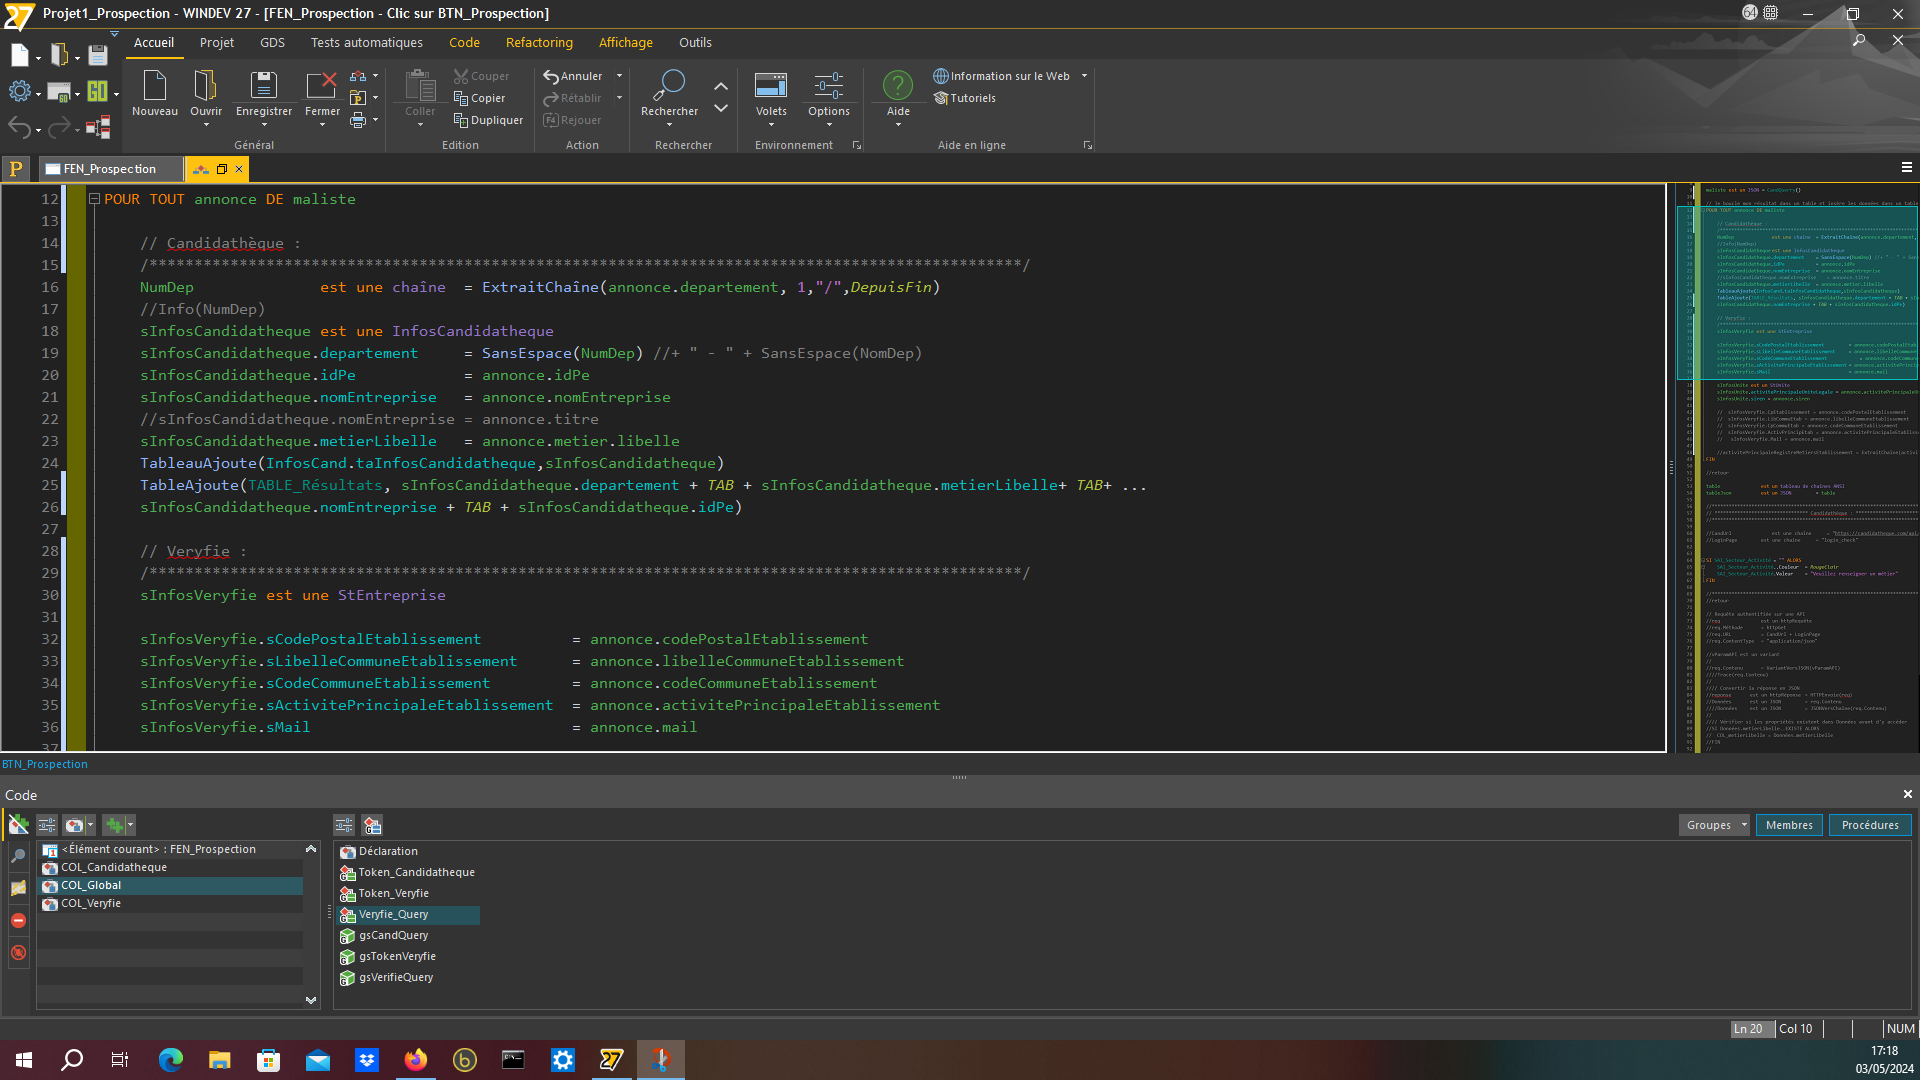 Projet1_Prospection - WINDEV 27 - [FEN_Prospection - Clic sur BTN_Prospection]
64
Accueil Projet GDS Tests automatiques Code Refactoring Affichage Outils
Nouveau Ouvrir Enregistrer Fermer Coller Couper Copier Dupliquer Annuler Rétablir Rejouer Rechercher Volets Options Aide Information sur le Web Tutoriels
Général Edition Action Rechercher Environnement Aide en ligne
FEN_Prospection
12 POUR TOUT annonce DE maliste
13
14 // Candidathèque :
15 /*************************************************************************************************/
16 NumDep est une chaîne = ExtraitChaîne(annonce.departement, 1,"/",DepuisFin)
17 //Info(NumDep)
18 sInfosCandidatheque est une InfosCandidatheque
19 sInfosCandidatheque.departement = SansEspace(NumDep) //+ " - " + SansEspace(NomDep)
20 sInfosCandidatheque.idPe = annonce.idPe
21 sInfosCandidatheque.nomEntreprise = annonce.nomEntreprise
22 //sInfosCandidatheque.nomEntreprise = annonce.titre
23 sInfosCandidatheque.metierLibelle = annonce.metier.libelle
24 TableauAjoute(InfosCand.taInfosCandidatheque,sInfosCandidatheque)
25 TableAjoute(TABLE_Résultats, sInfosCandidatheque.departement + TAB + sInfosCandidatheque.metierLibelle+ TAB+ ...
26 sInfosCandidatheque.nomEntreprise + TAB + sInfosCandidatheque.idPe)
27
28 // Veryfie :
29 /*************************************************************************************************/
30 sInfosVeryfie est une StEntreprise
31
32 sInfosVeryfie.sCodePostalEtablissement = annonce.codePostalEtablissement
33 sInfosVeryfie.sLibelleCommuneEtablissement = annonce.libelleCommuneEtablissement
34 sInfosVeryfie.sCodeCommuneEtablissement = annonce.codeCommuneEtablissement
35 sInfosVeryfie.sActivitePrincipaleEtablissement = annonce.activitePrincipaleEtablissement
36 sInfosVeryfie.sMail = annonce.mail
37
BTN_Prospection
Code
Groupes Membres Procédures
<Élément courant> : FEN_Prospection
COL_Candidatheque
COL_Global
COL_Veryfie
Déclaration
Token_Candidatheque
Token_Veryfie
Veryfie_Query
gsCandQuery
gsTokenVeryfie
gsVerifieQuery
Ln 20 Col 10 NUM
17:18
03/05/2024